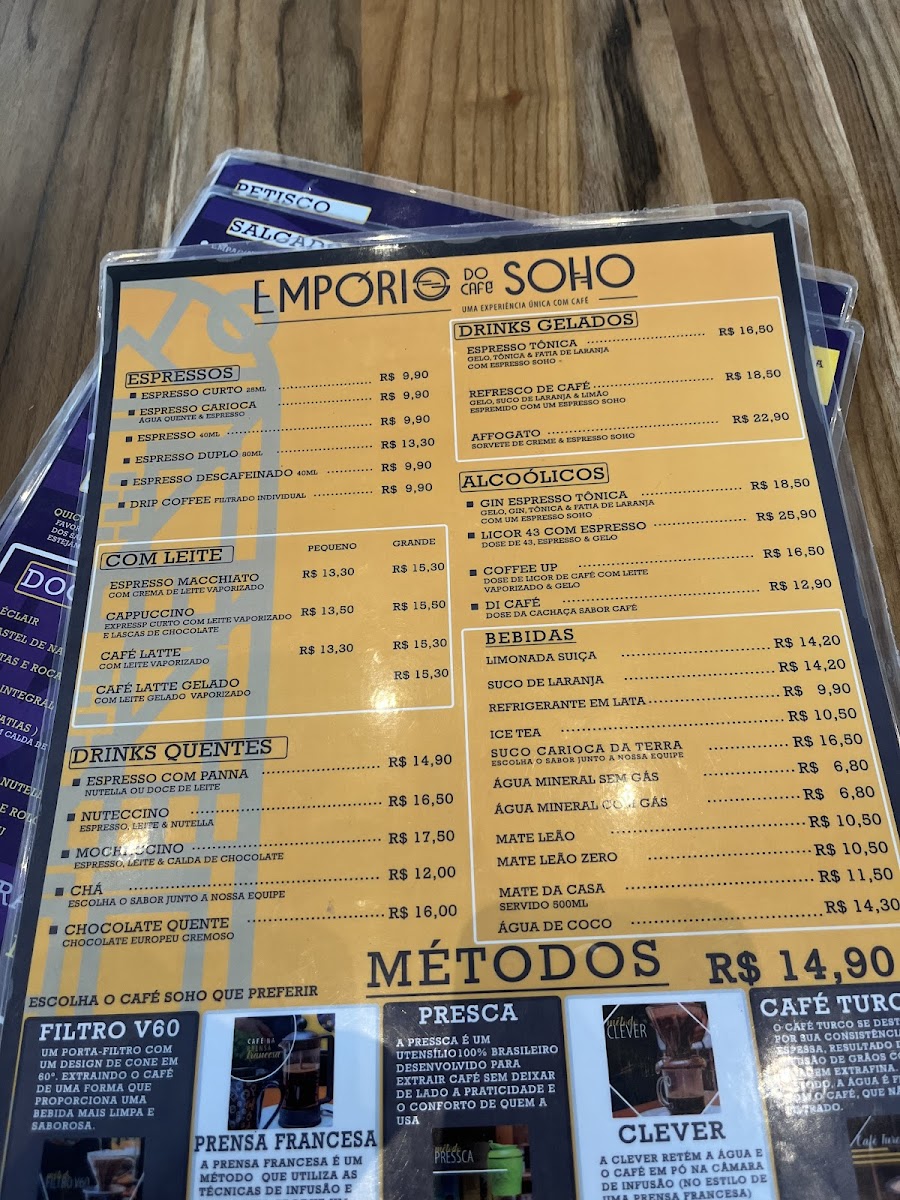 PETISCO
EMPÓRIO DO CAFÉ SOHO
UMA EXPERIÊNCIA ÚNICA COM CAFÉ
ESPRESSOS
ESPRESSO CURTO 25ML R$ 9,90
ESPRESSO CARIOCA R$ 9,90
ÁGUA QUENTE & ESPRESSO
ESPRESSO 40ML R$ 9,90
ESPRESSO DUPLO 80ML R$ 13,30
ESPRESSO DESCAFEINADO 40ML R$ 9,90
DRIP COFFEE FILTRADO INDIVIDUAL R$ 9,90
COM LEITE PEQUENO GRANDE
ESPRESSO MACCHIATO R$ 13,30 R$ 15,30
COM CREMA DE LEITE VAPORIZADO
CAPPUCCINO R$ 13,50 R$ 15,50
EXPRESSP CURTO COM LEITE VAPORIZADO
E LASCAS DE CHOCOLATE
CAFÉ LATTE R$ 13,30 R$ 15,30
COM LEITE VAPORIZADO
CAFÉ LATTE GELADO R$ 15,30
COM LEITE GELADO VAPORIZADO
DRINKS QUENTES
ESPRESSO COM PANNA R$ 14,90
NUTELLA OU DOCE DE LEITE
NUTECCINO R$ 16,50
ESPRESSO, LEITE & NUTELLA
MOCHACCINO R$ 17,50
ESPRESSO, LEITE & CALDA DE CHOCOLATE
CHÁ R$ 12,00
ESCOLHA O SABOR JUNTO A NOSSA EQUIPE
CHOCOLATE QUENTE R$ 16,00
CHOCOLATE EUROPEU CREMOSO
DRINKS GELADOS
ESPRESSO TÔNICA R$ 16,50
GELO, TÔNICA & FATIA DE LARANJA
COM ESPRESSO SOHO
REFRESCO DE CAFÉ R$ 18,50
GELO, SUCO DE LARANJA & LIMÃO
ESPREMIDO COM UM ESPRESSO SOHO
AFFOGATO R$ 22,90
SORVETE DE CREME & ESPRESSO SOHO
ALCOÓLICOS
GIN ESPRESSO TÔNICA R$ 18,50
GELO, GIN, TÔNICA & FATIA DE LARANJA
COM UM ESPRESSO SOHO
LICOR 43 COM ESPRESSO R$ 25,90
DOSE DE 43, ESPRESSO & GELO
COFFEE UP R$ 16,50
DOSE DE LICOR DE CAFÉ COM LEITE
VAPORIZADO & GELO
DI CAFÉ R$ 12,90
DOSE DA CACHAÇA SABOR CAFÉ
BEBIDAS
LIMONADA SUIÇA R$ 14,20
SUCO DE LARANJA R$ 14,20
REFRIGERANTE EM LATA R$ 9,90
ICE TEA R$ 10,50
SUCO CARIOCA DA TERRA R$ 16,50
ESCOLHA O SABOR JUNTO A NOSSA EQUIPE
ÁGUA MINERAL SEM GÁS R$ 6,80
ÁGUA MINERAL COM GÁS R$ 6,80
MATE LEÃO R$ 10,50
MATE LEÃO ZERO R$ 10,50
MATE DA CASA R$ 11,50
SERVIDO 500ML
ÁGUA DE COCO R$ 14,30
MÉTODOS R$ 14,90
ESCOLHA O CAFÉ SOHO QUE PREFERIR
FILTRO V60
UM PORTA-FILTRO COM
UM DESIGN DE CONE EM
60º. EXTRAINDO O CAFÉ
DE UMA FORMA QUE
PROPORCIONA UMA
BEBIDA MAIS LIMPA E
SABOROSA.
PRENSA FRANCESA
A PRENSA FRANCESA É UM
MÉTODO QUE UTILIZA AS
TÉCNICAS DE INFUSÃO E
PRESCA
A PRESSCA É UM
UTENSÍLIO 100% BRASILEIRO
DESENVOLVIDO PARA
EXTRAIR CAFÉ SEM DEIXAR
DE LADO A PRATICIDADE E
O CONFORTO DE QUEM A
USA
PRESSCA
CLEVER
CLEVER
A CLEVER RETÉM A ÁGUA E
O CAFÉ EM PÓ NA CÂMARA
DE INFUSÃO (NO ESTILO DE
UMA PRENSA FRANCESA)
CAFÉ TURCO
O CAFÉ TURCO SE
POR SUA
ESPESSA, RESULTADO